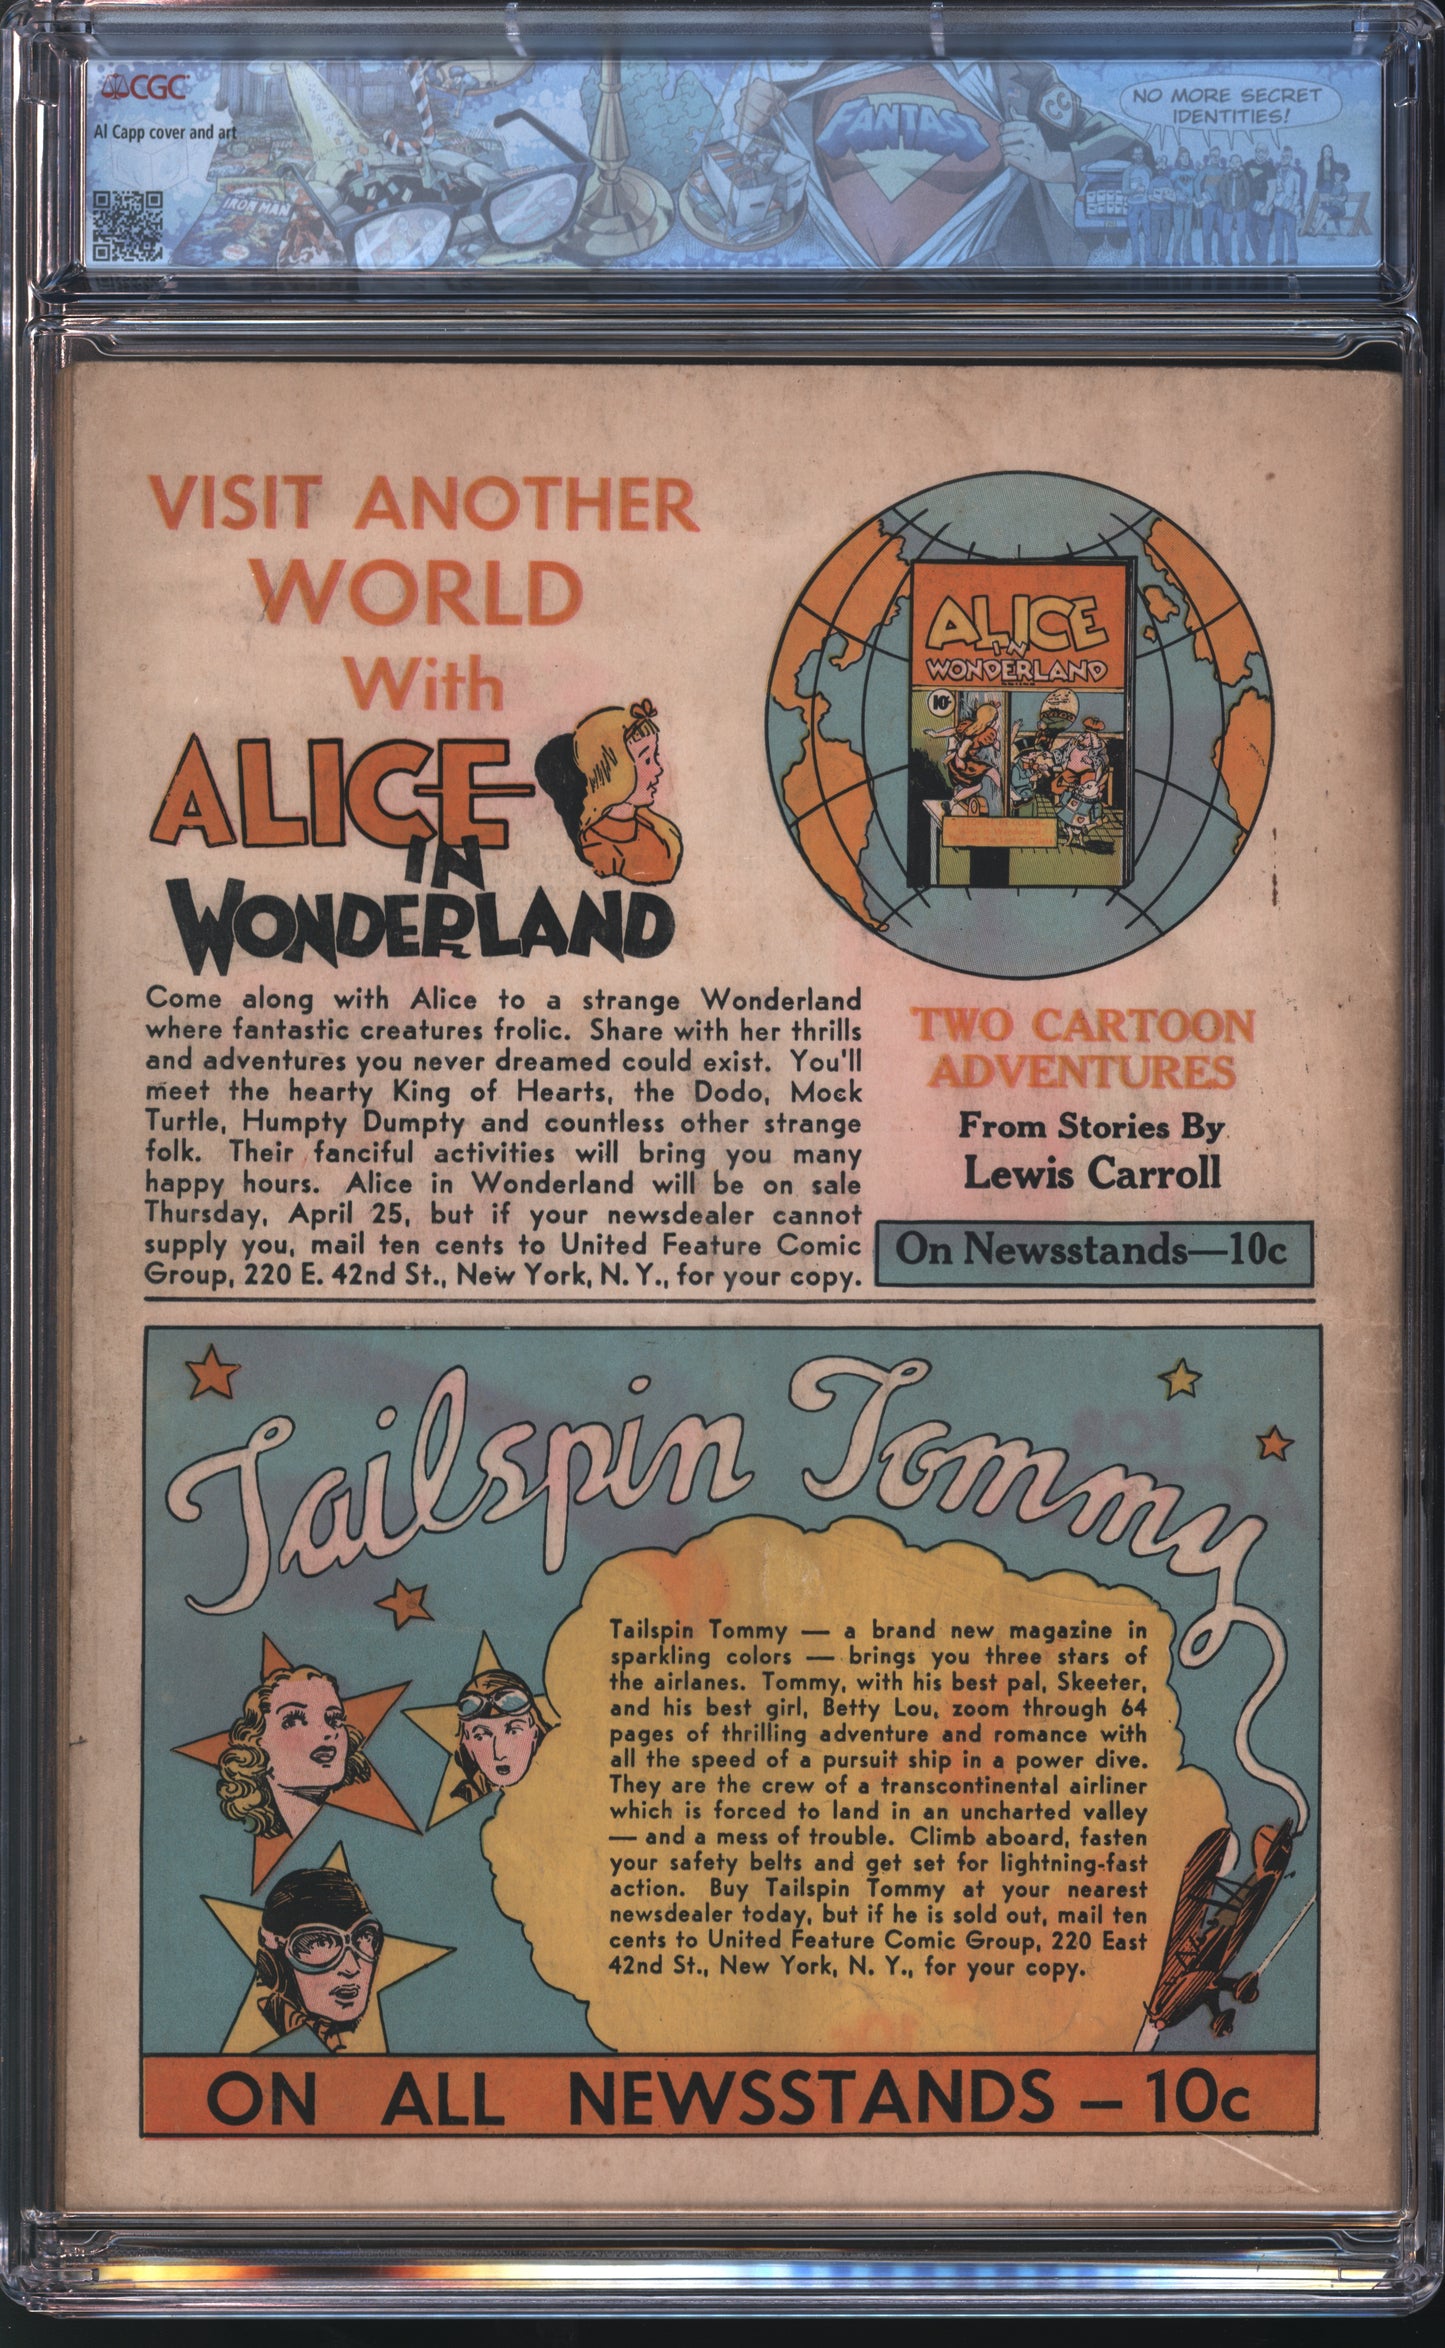 CGC
Al Capp cover and art
IRON MAN
FANTAST
CC
NO MORE SECRET
IDENTITIES!
VISIT ANOTHER
WORLD
With
ALICE
IN
WONDERLAND
ALICE
IN
WONDERLAND
10¢
Come along with Alice to a strange Wonderland
where fantastic creatures frolic. Share with her thrills
and adventures you never dreamed could exist. You'll
meet the hearty King of Hearts, the Dodo, Mock
Turtle, Humpty Dumpty and countless other strange
folk. Their fanciful activities will bring you many
happy hours. Alice in Wonderland will be on sale
Thursday, April 25, but if your newsdealer cannot
supply you, mail ten cents to United Feature Comic
Group, 220 E. 42nd St., New York, N. Y., for your copy.
TWO CARTOON
ADVENTURES
From Stories By
Lewis Carroll
On Newsstands—10c
Tailspin Tommy
Tailspin Tommy — a brand new magazine in
sparkling colors — brings you three stars of
the airlanes. Tommy, with his best pal, Skeeter,
and his best girl, Betty Lou, zoom through 64
pages of thrilling adventure and romance with
all the speed of a pursuit ship in a power dive.
They are the crew of a transcontinental airliner
which is forced to land in an uncharted valley
— and a mess of trouble. Climb aboard, fasten
your safety belts and get set for lightning-fast
action. Buy Tailspin Tommy at your nearest
newsdealer today, but if he is sold out, mail ten
cents to United Feature Comic Group, 220 East
42nd St., New York, N. Y., for your copy.
ON ALL NEWSSTANDS – 10c